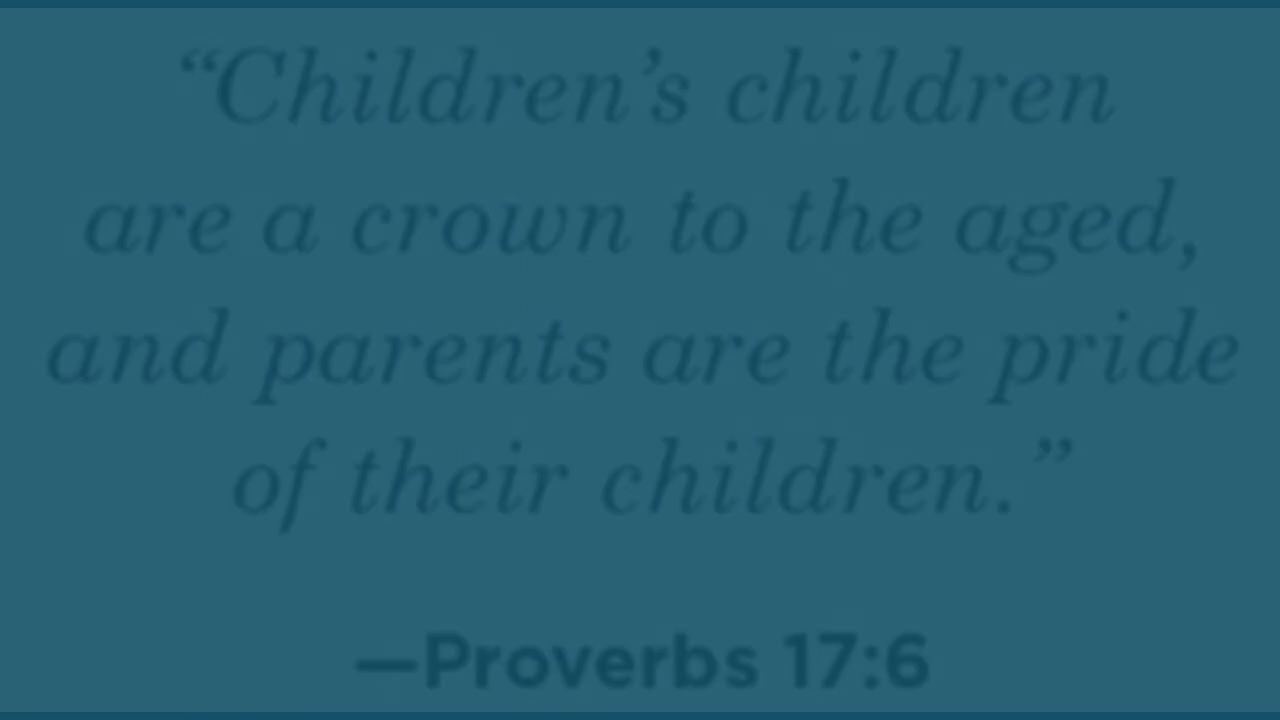 “Children’s children
are a crown to the aged,
and parents are the pride
of their children.”
—Proverbs 17:6